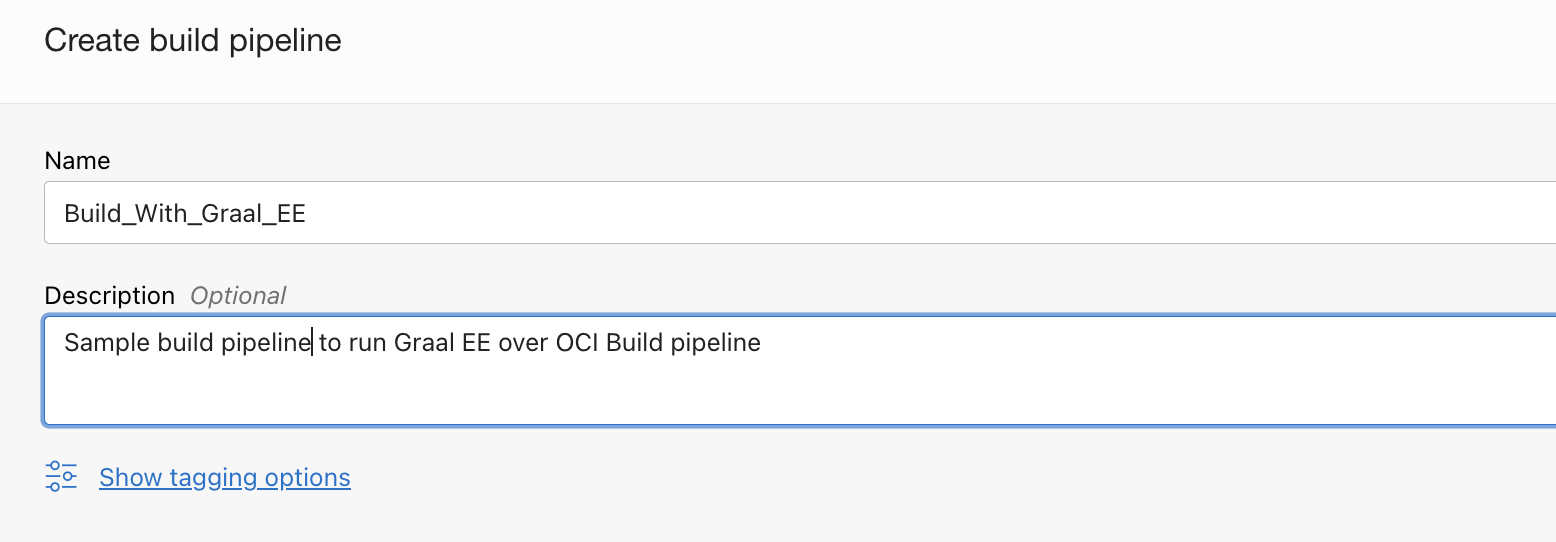 Create build pipeline
Name
Build_With_Graal_EE
Description Optional
Sample build pipeline to run Graal EE over OCI Build pipeline
Show tagging options